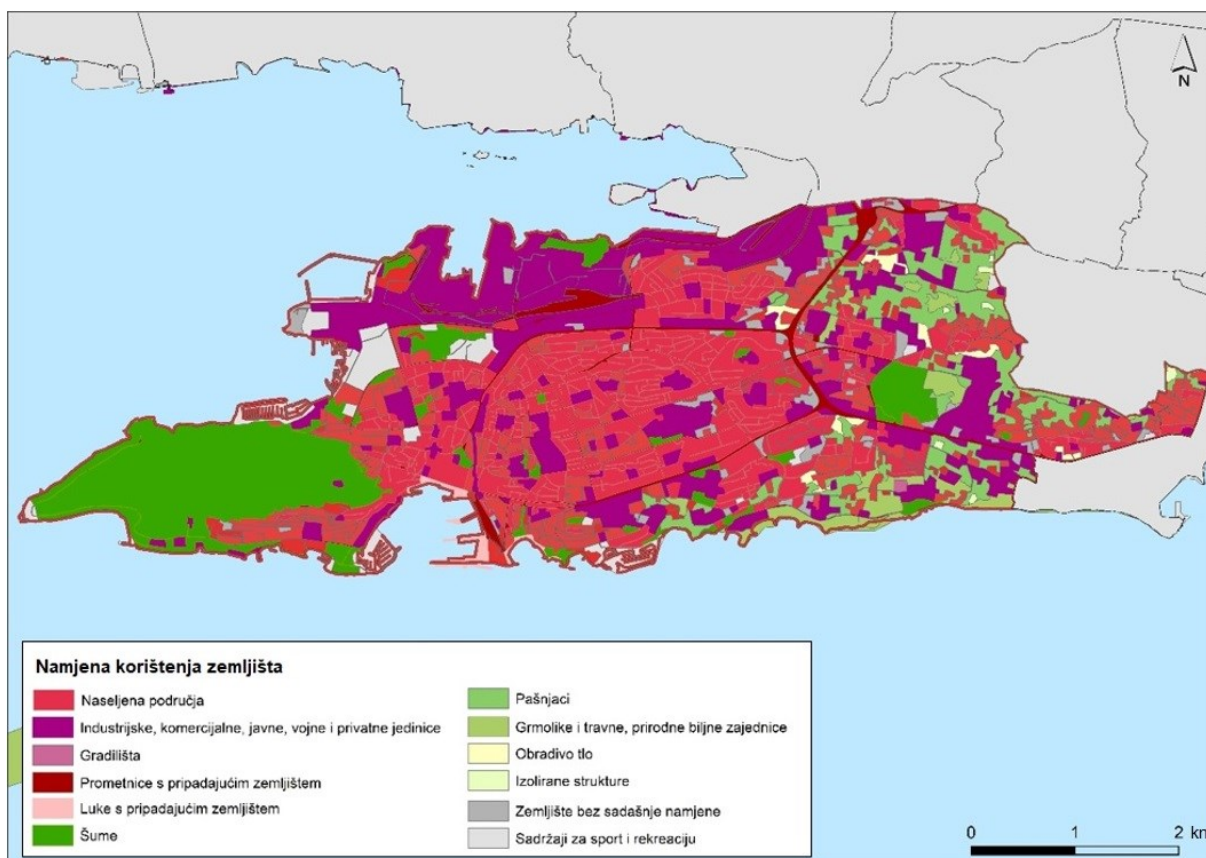 N
Namjena korištenja zemljišta
Naseljena područja
Industrijske, komercijalne, javne, vojne i privatne jedinice
Gradilišta
Prometnice s pripadajućim zemljištem
Luke s pripadajućim zemljištem
Šume
Pašnjaci
Grmolike i travne, prirodne biljne zajednice
Obradivo tlo
Izolirane strukture
Zemljište bez sadašnje namjene
Sadržaji za sport i rekreaciju
0 1 2 km